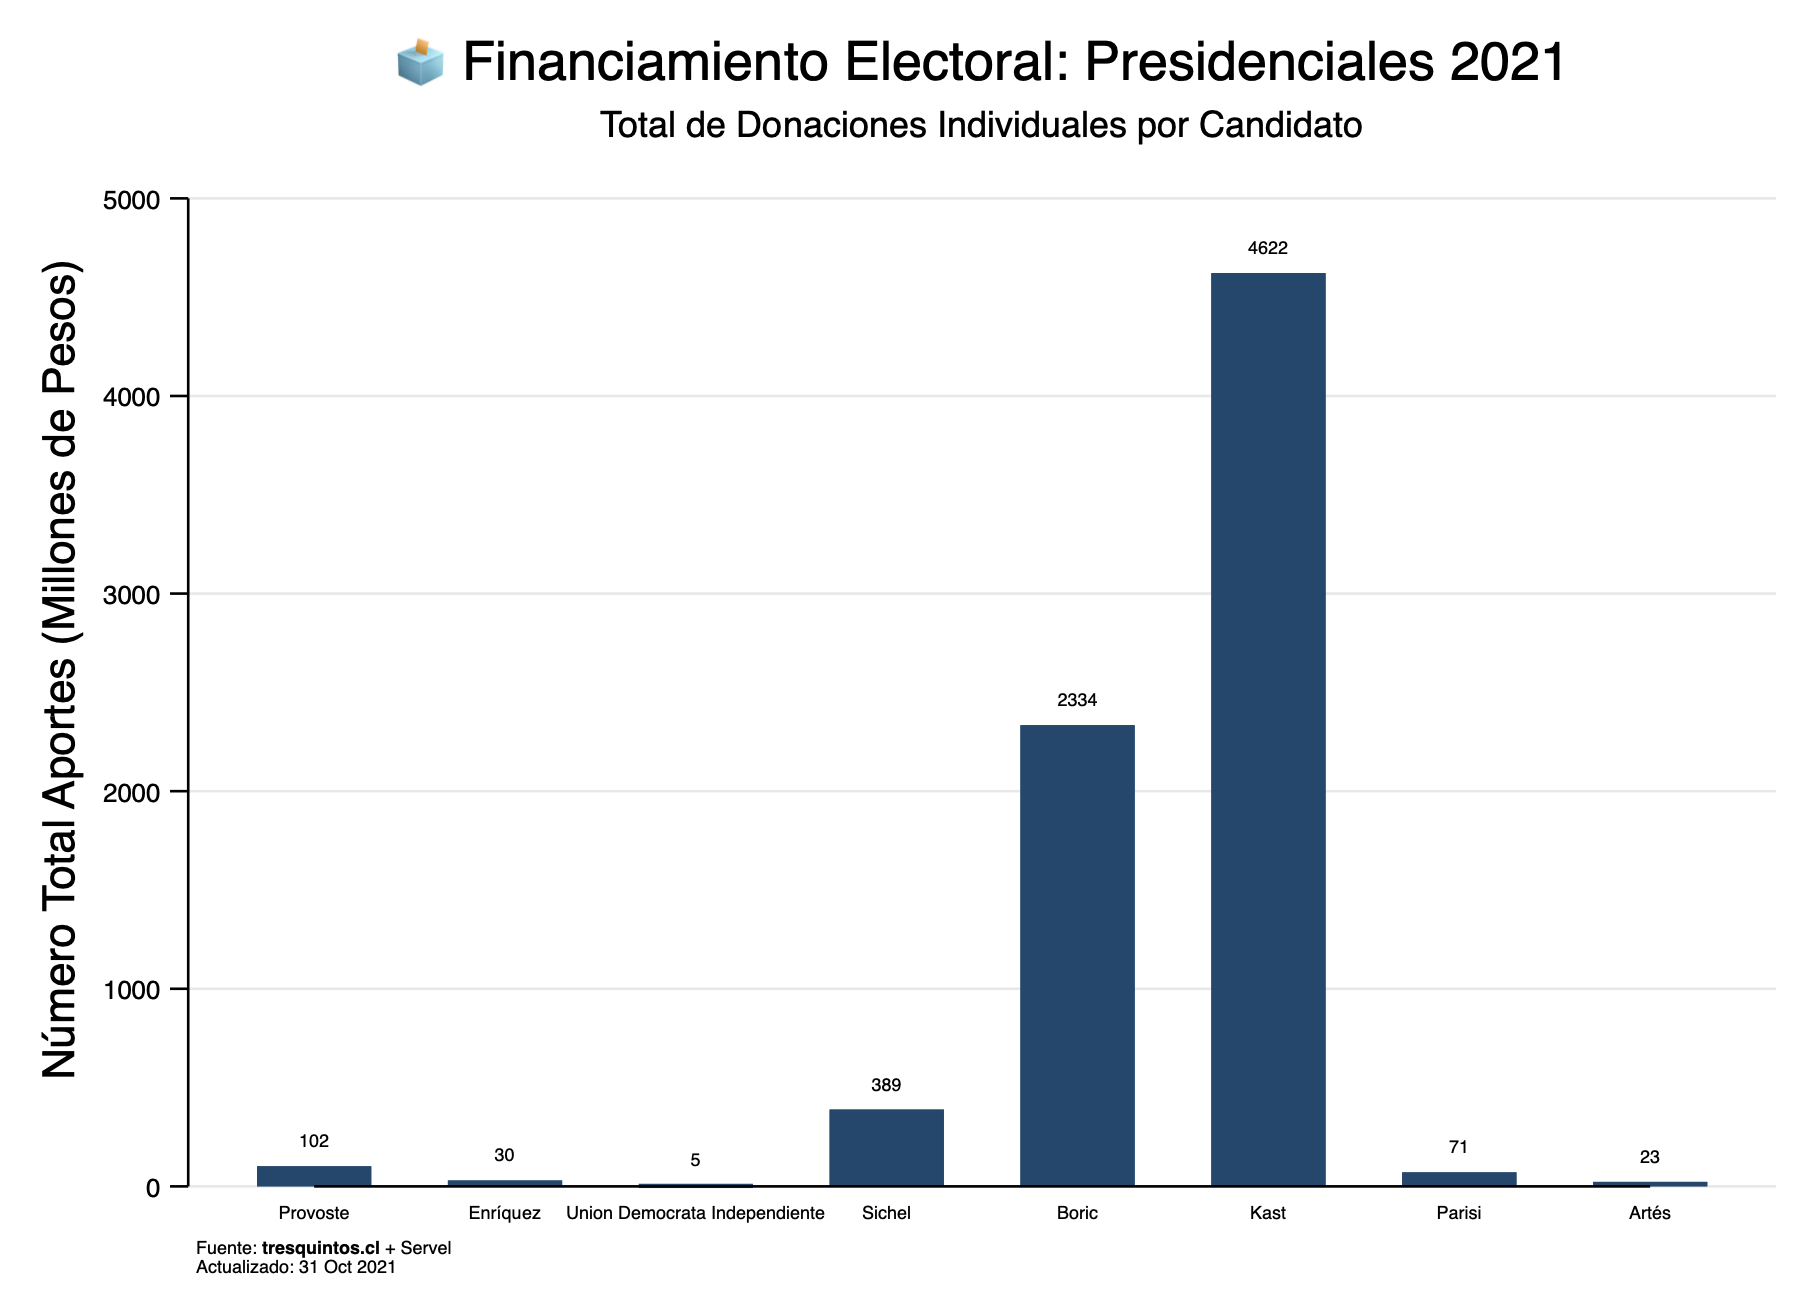 Financiamiento Electoral: Presidenciales 2021
Total de Donaciones Individuales por Candidato
Número Total Aportes (Millones de Pesos)
5000
4000
3000
2000
1000
0
102
30
5
389
2334
4622
71
23
Provoste
Enríquez
Union Democrata Independiente
Sichel
Boric
Kast
Parisi
Artés
Fuente: tresquintos.cl + Servel
Actualizado: 31 Oct 2021